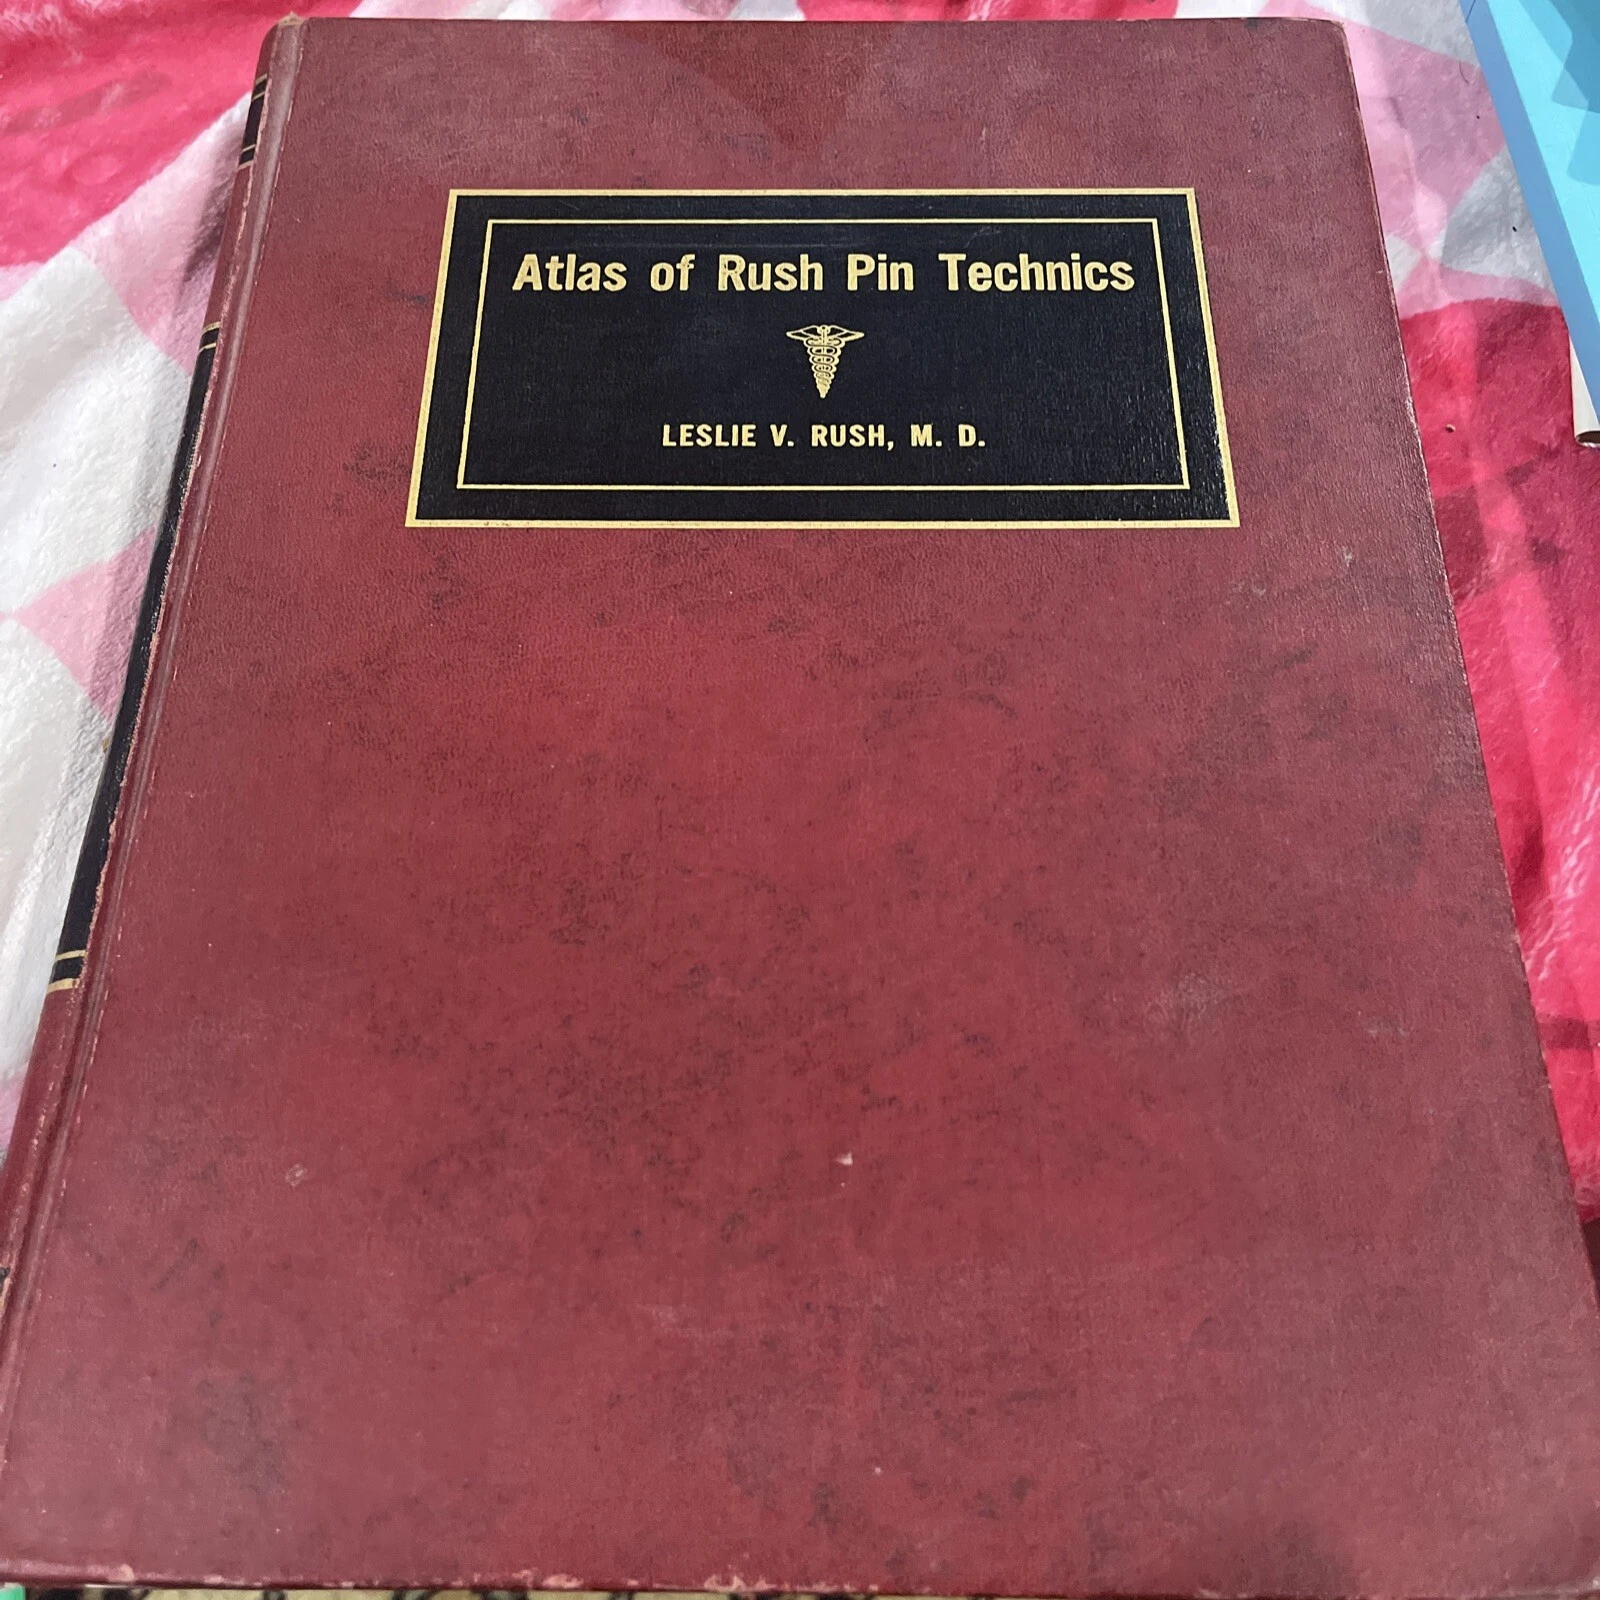 Atlas of Rush Pin Technics
LESLIE V. RUSH, M. D.